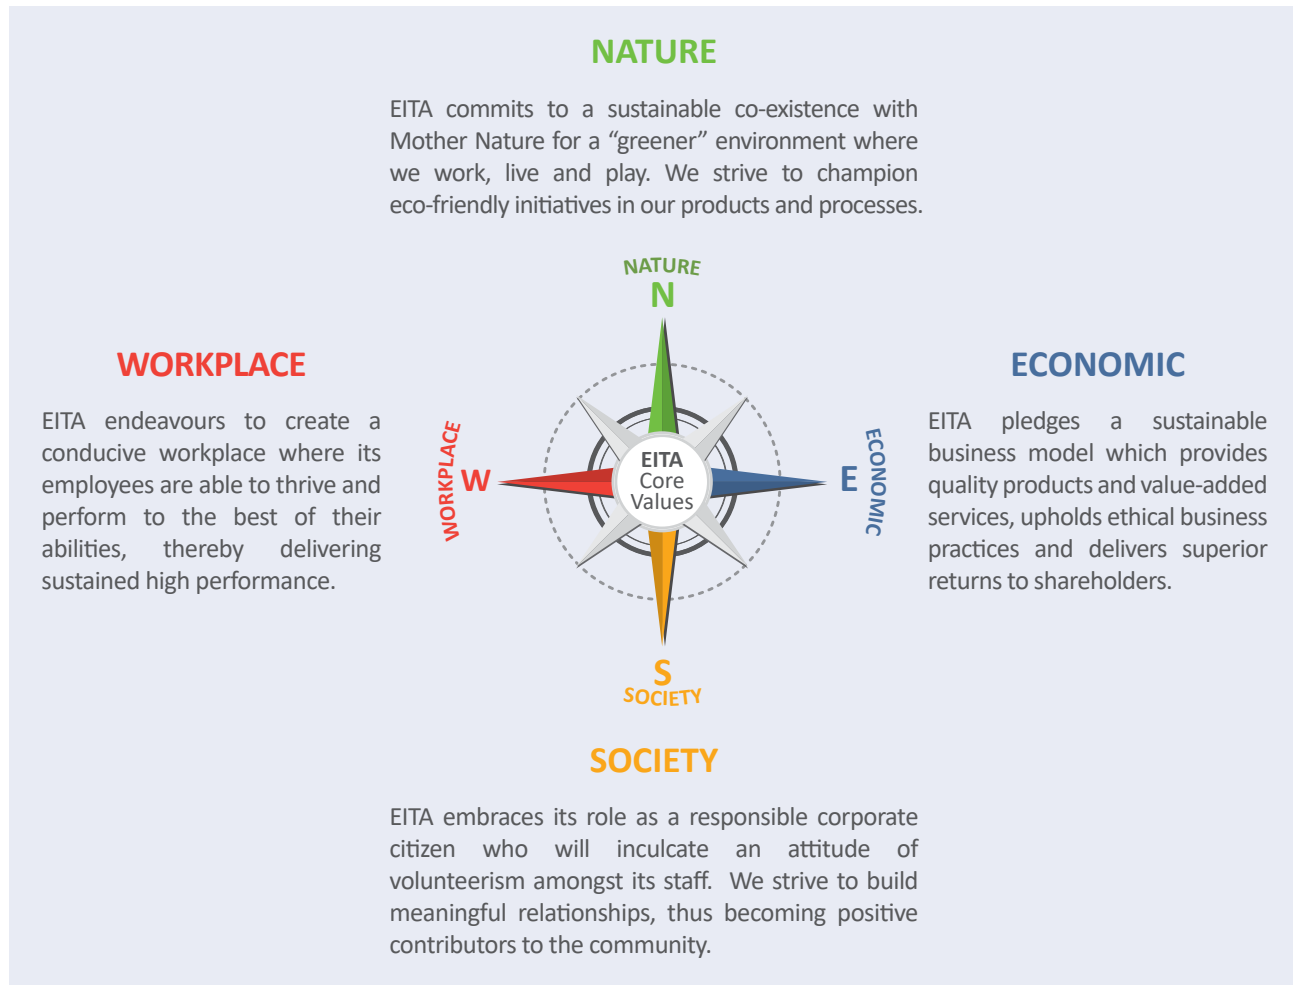 NATURE
EITA commits to a sustainable co-existence with
Mother Nature for a “greener” environment where
we work, live and play. We strive to champion
eco-friendly initiatives in our products and processes.
NATURE
N
WORKPLACE
EITA endeavours to create a
conducive workplace where its
employees are able to thrive and
perform to the best of their
abilities, thereby delivering
sustained high performance.
WORKPLACE
W
EITA
Core
Values
E
ECONOMIC
ECONOMIC
EITA pledges a sustainable
business model which provides
quality products and value-added
services, upholds ethical business
practices and delivers superior
returns to shareholders.
S
SOCIETY
SOCIETY
EITA embraces its role as a responsible corporate
citizen who will inculcate an attitude of
volunteerism amongst its staff. We strive to build
meaningful relationships, thus becoming positive
contributors to the community.